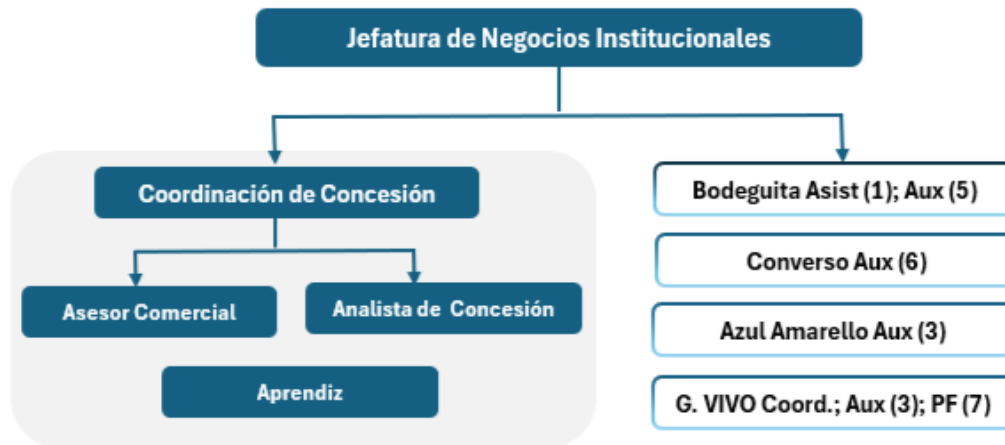 Jefatura de Negocios Institucionales
Coordinación de Concesión
Asesor Comercial
Analista de Concesión
Aprendiz
Bodeguita Asist (1); Aux (5)
Converso Aux (6)
Azul Amarello Aux (3)
G. VIVO Coord.; Aux (3); PF (7)